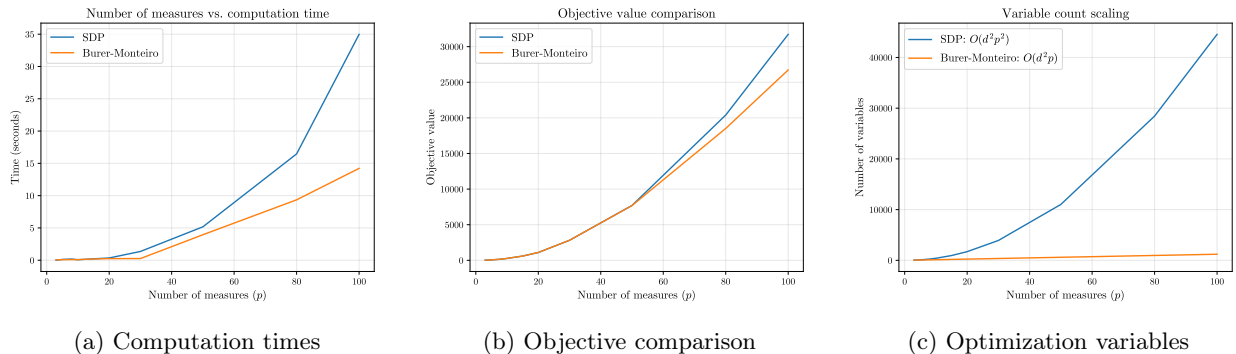 Number of measures vs. computation time
SDP
Burer-Monteiro
35
30
25
20
15
10
5
0
Time (seconds)
0 20 40 60 80 100
Number of measures (p)
(a) Computation times
Objective value comparison
SDP
Burer-Monteiro
30000
25000
20000
15000
10000
5000
0
Objective value
0 20 40 60 80 100
Number of measures (p)
(b) Objective comparison
Variable count scaling
SDP: O(d²p²)
Burer-Monteiro: O(d²p)
40000
30000
20000
10000
0
Number of variables
0 20 40 60 80 100
Number of measures (p)
(c) Optimization variables